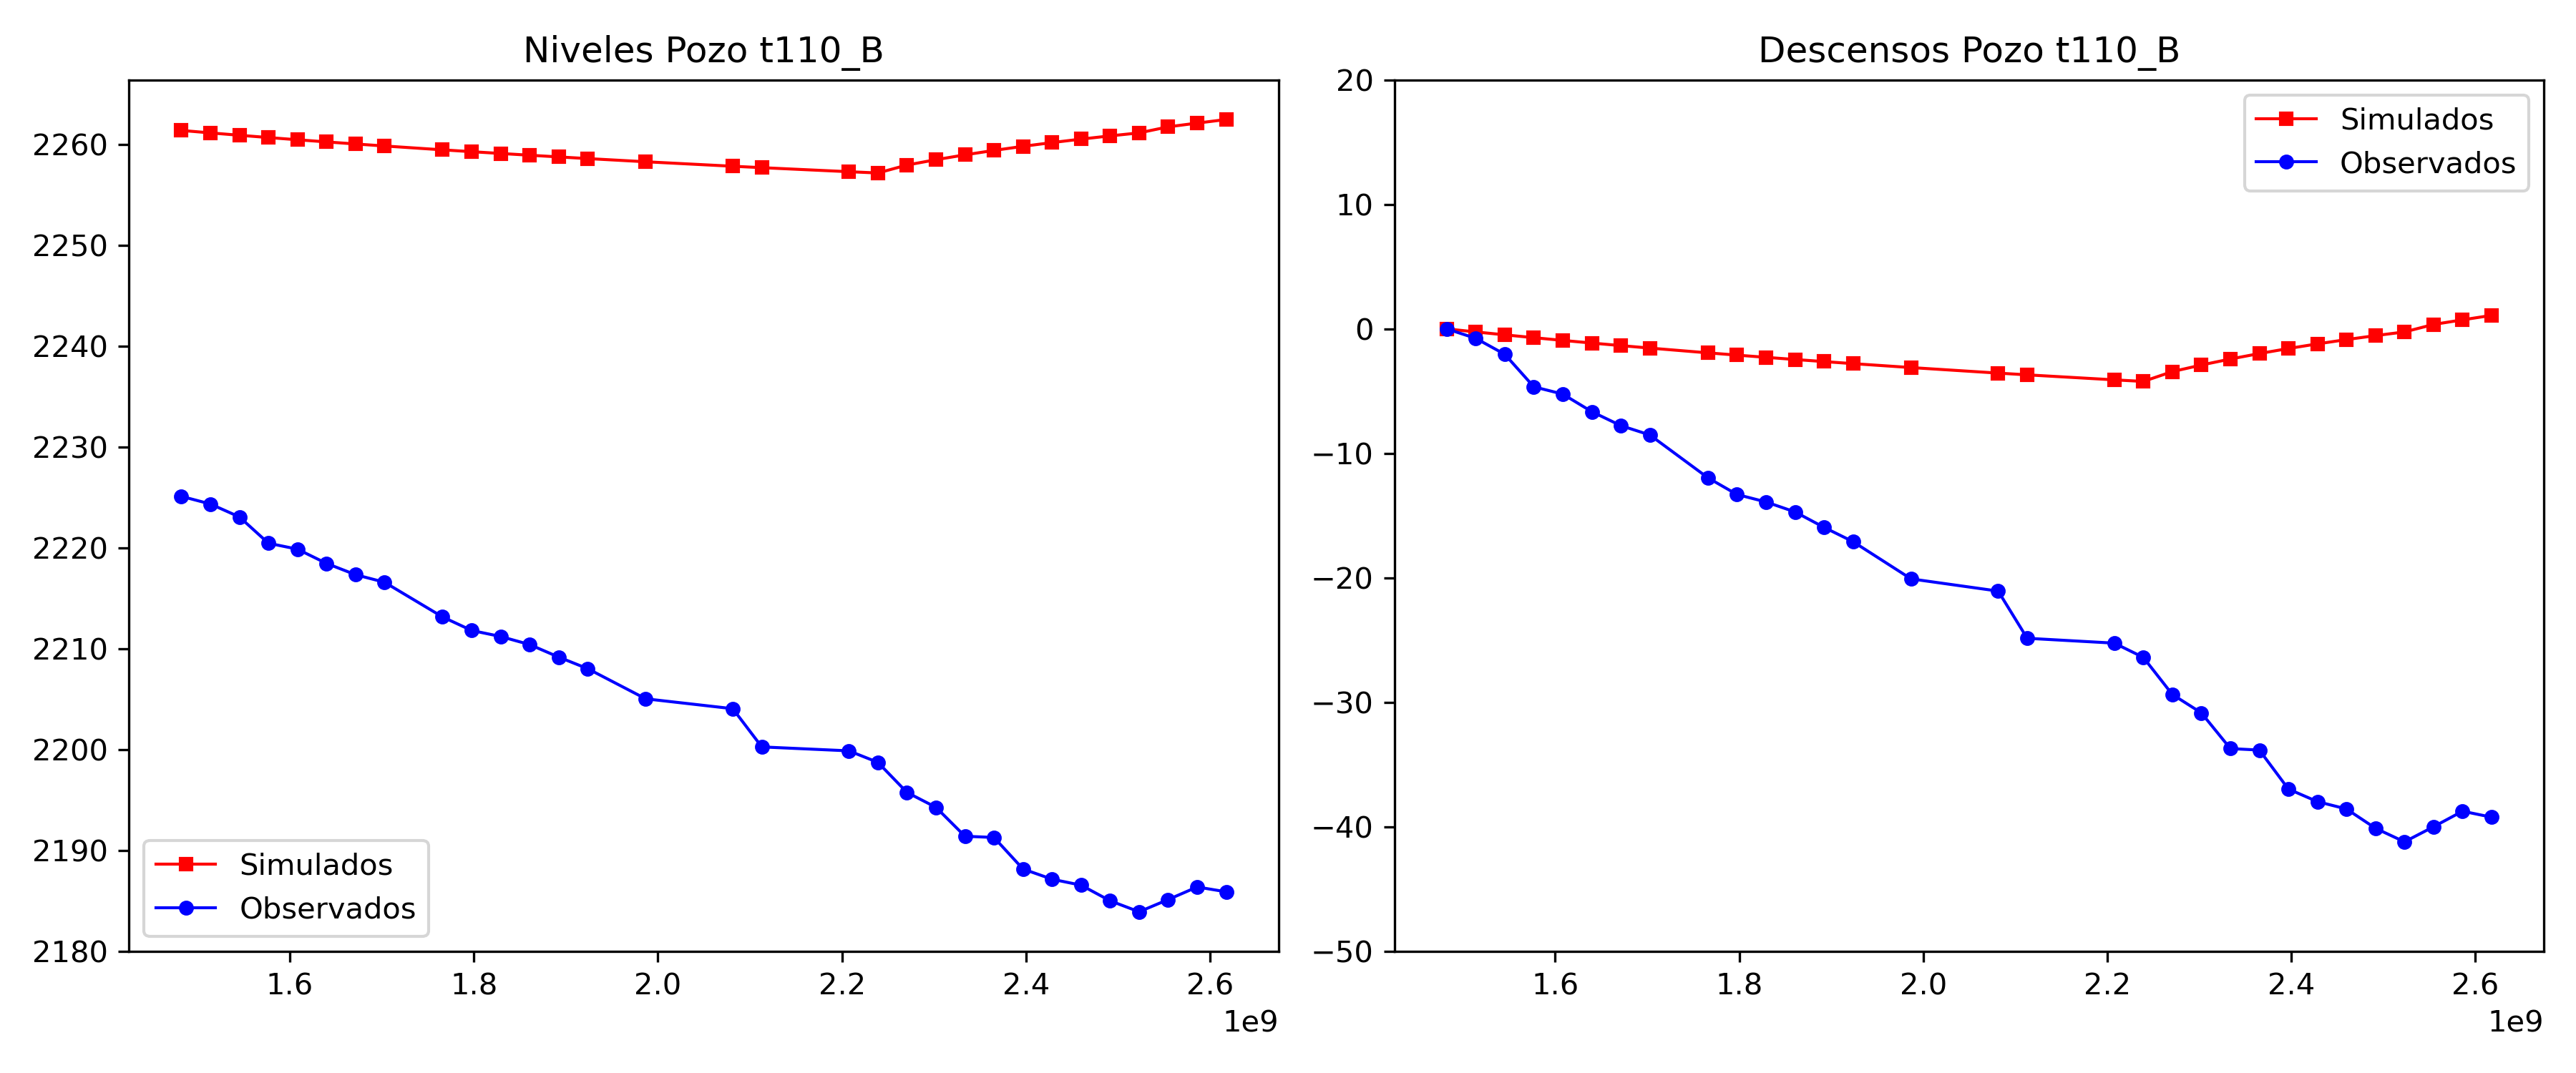 Niveles Pozo t110_B
2260
2250
2240
2230
2220
2210
2200
2190
2180
Simulados
Observados
1.6 1.8 2.0 2.2 2.4 2.6
1e9
Descensos Pozo t110_B
20
10
0
−10
−20
−30
−40
−50
Simulados
Observados
1.6 1.8 2.0 2.2 2.4 2.6
1e9